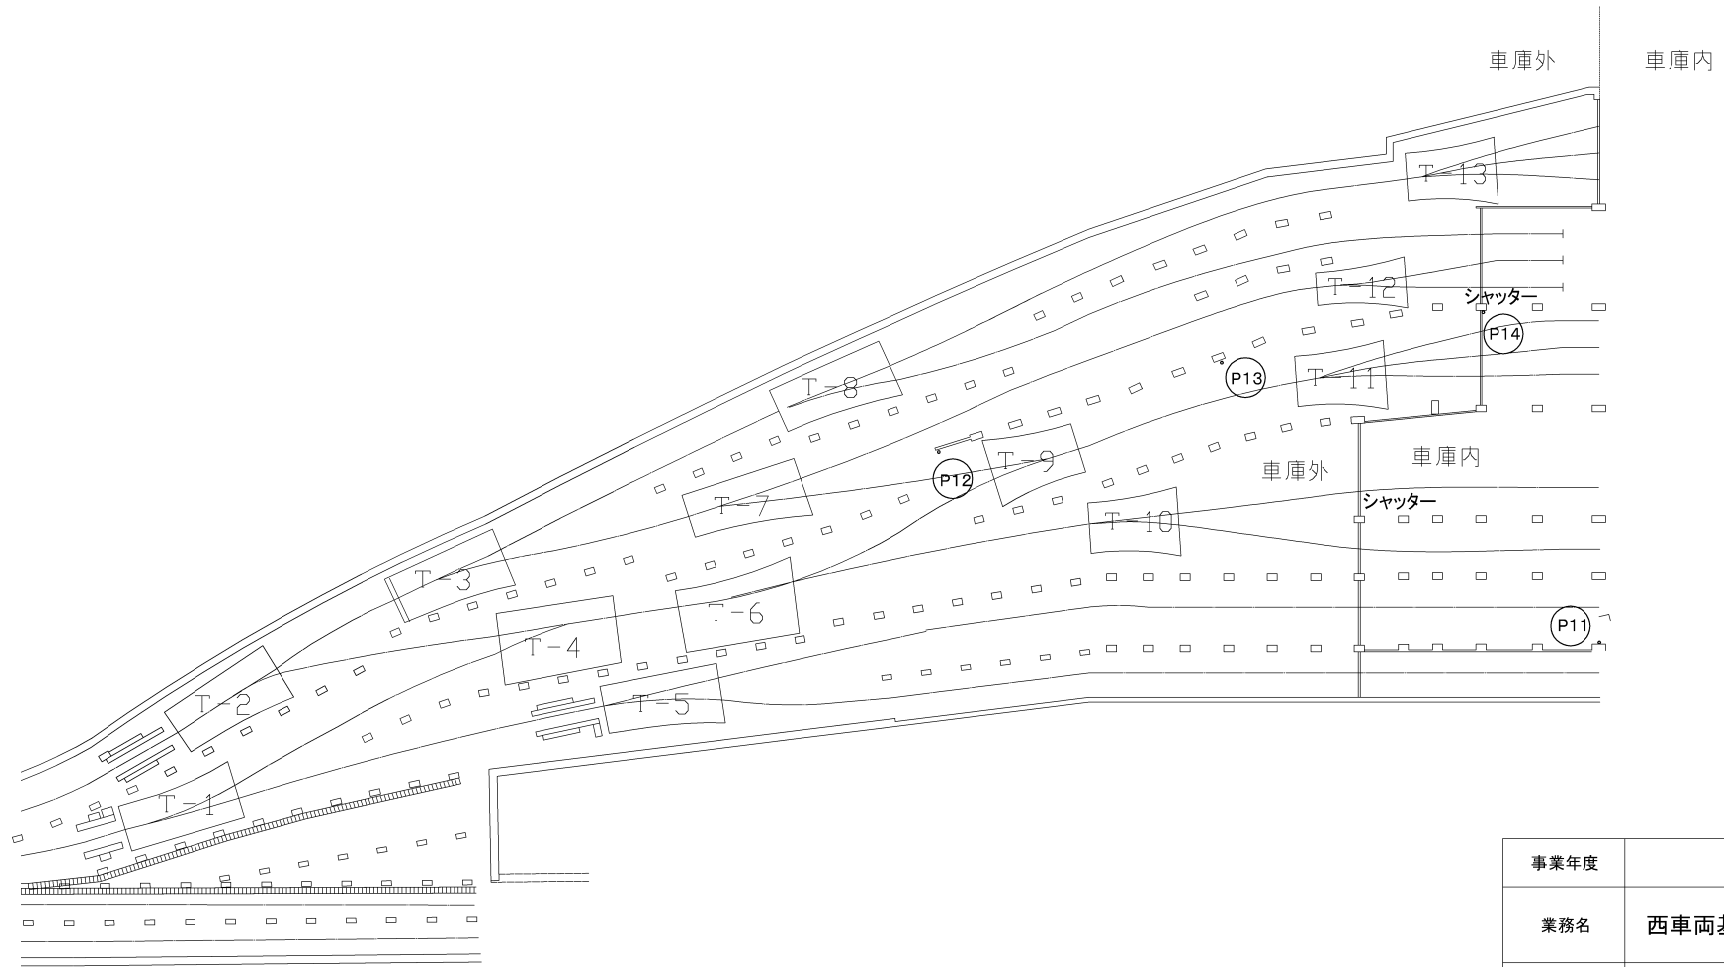 車庫外
車庫内
T-13
T-12
シャッター
P14
P13
T-11
T-8
T-9
車庫外
車庫内
P12
シャッター
T-7
T-10
T-3
T-6
P11
T-4
T-2
T-5
T-1
事業年度
業務名 西車両